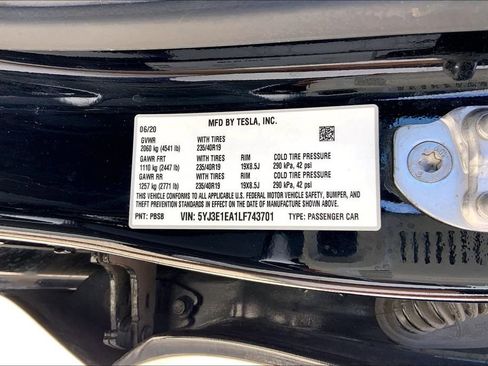 MFD BY TESLA, INC.
06/20
GVWR WITH TIRES
2060 kg (4541 lb) 235/40R19
GAWR FRT WITH TIRES RIM COLD TIRE PRESSURE
1110 kg (2447 lb) 235/40R19 19X8.5J 290 kPa, 42 psi
GAWR RR WITH TIRES RIM COLD TIRE PRESSURE
1257 kg (2771 lb) 235/40R19 19X8.5J 290 kPa, 42 psi
THIS VEHICLE CONFORMS TO ALL APPLICABLE U.S. FEDERAL MOTOR VEHICLE SAFETY, BUMPER, AND
THEFT PREVENTION STANDARDS IN EFFECT ON THE DATE OF MANUFACTURE SHOWN ABOVE.
PNT: PBSB VIN: 5YJ3E1EA1LF743701 TYPE: PASSENGER CAR